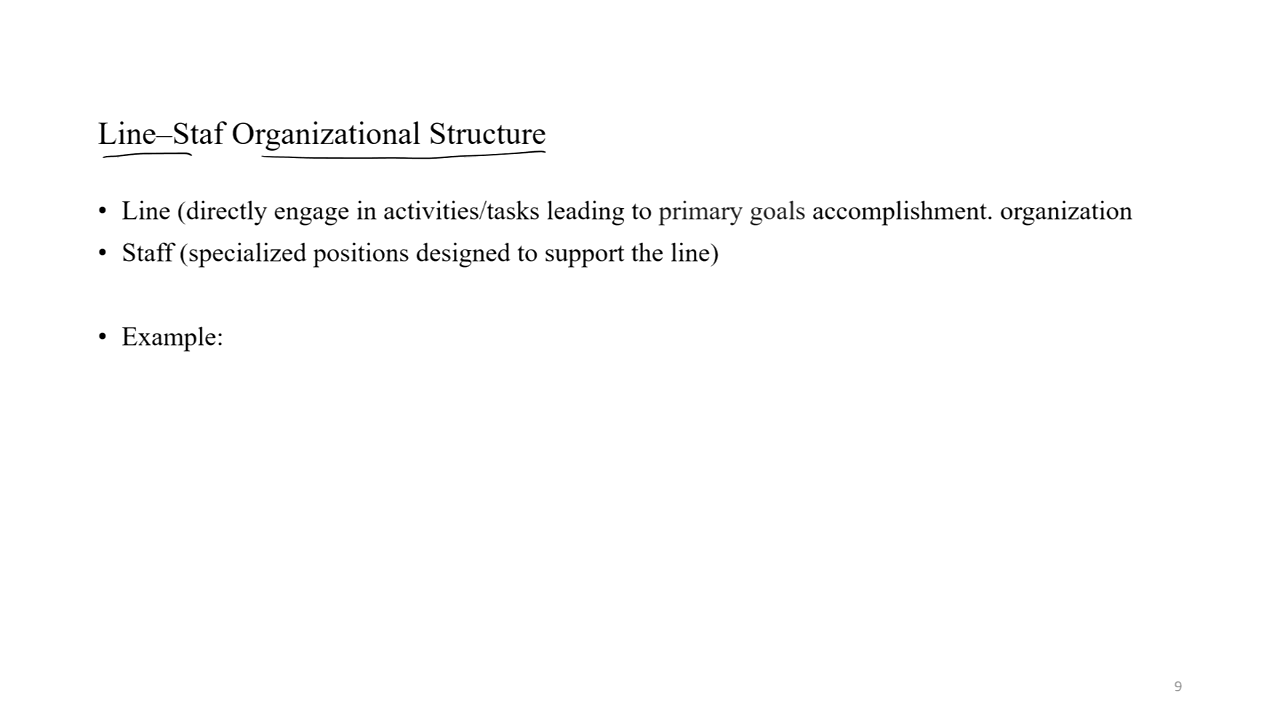 Line–Staf Organizational Structure
• Line (directly engage in activities/tasks leading to primary goals accomplishment. organization
• Staff (specialized positions designed to support the line)
• Example:
9